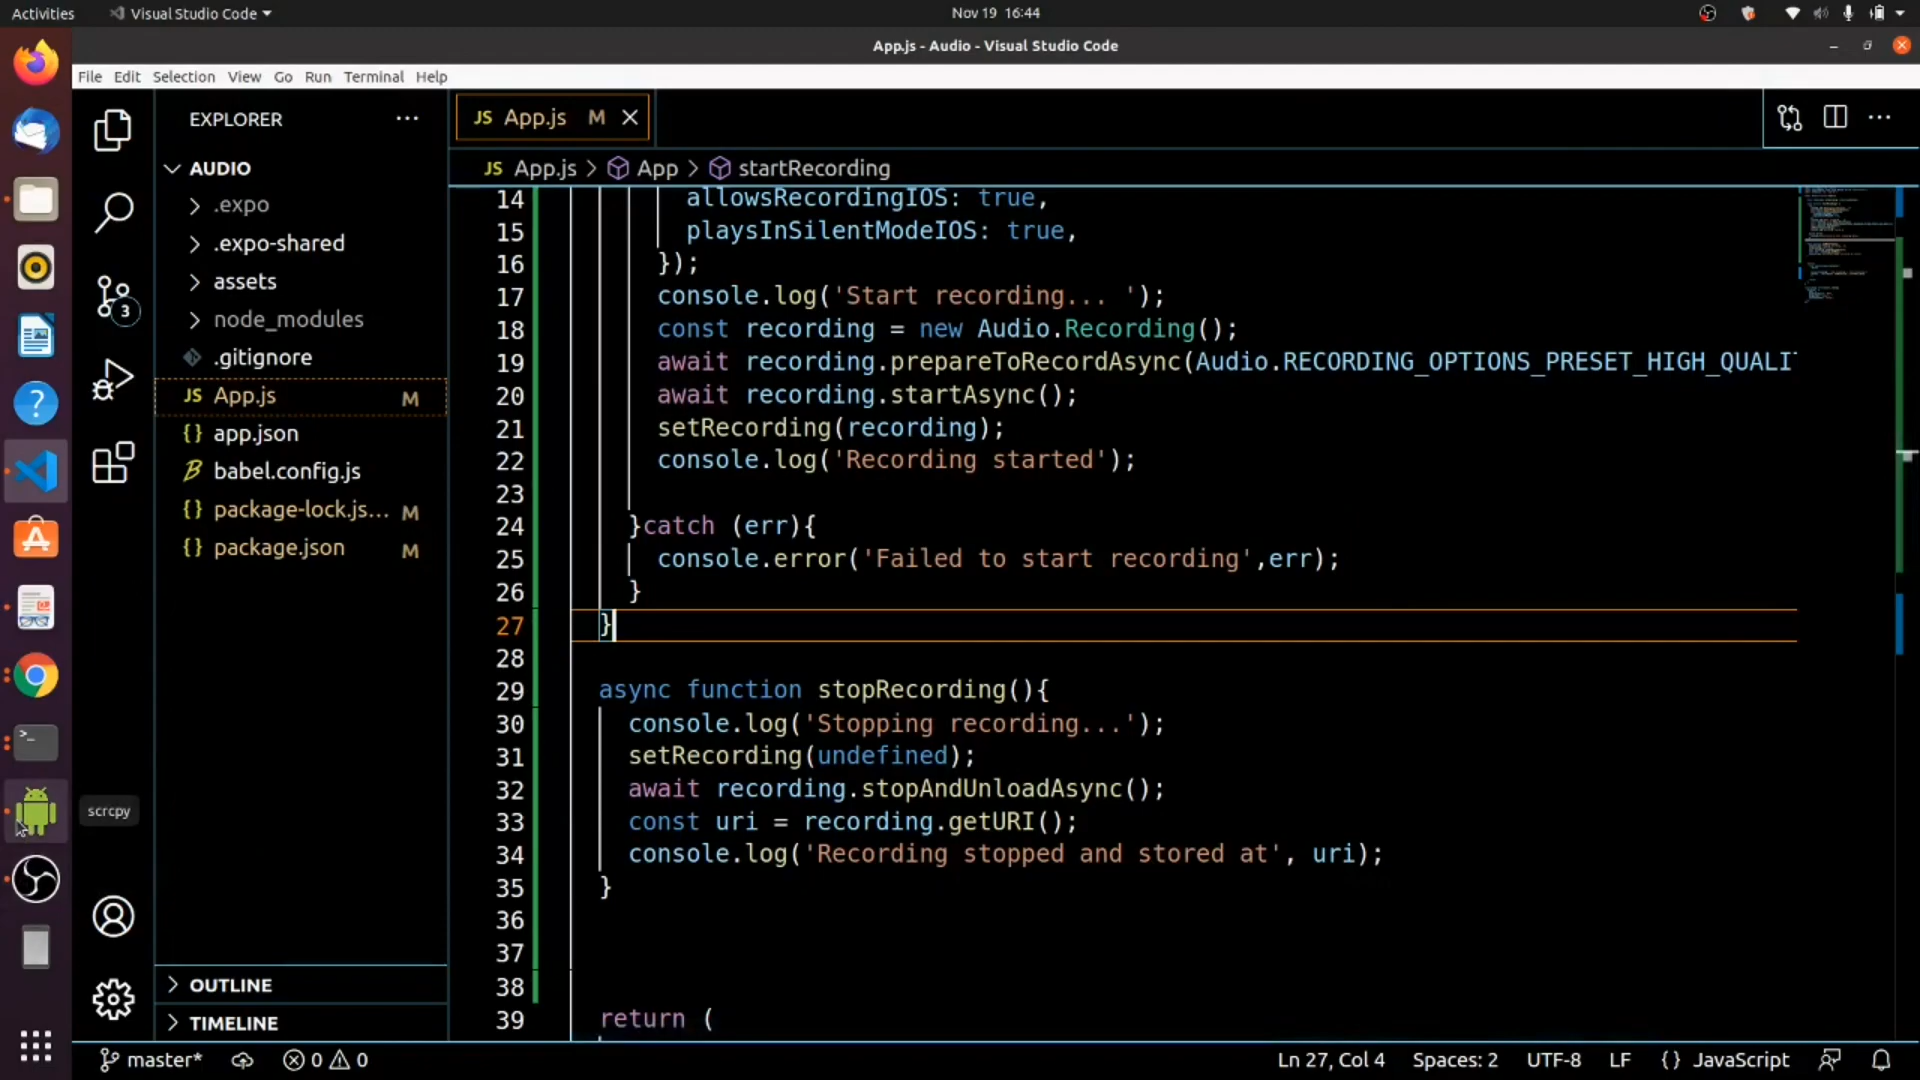 Activities
Visual Studio Code
Nov 19 16:44
App.js - Audio - Visual Studio Code
File Edit Selection View Go Run Terminal Help
EXPLORER
AUDIO
.expo
.expo-shared
assets
node_modules
.gitignore
JS App.js M
{} app.json
babel.config.js
{} package-lock.js... M
{} package.json M
OUTLINE
TIMELINE
3
scrcpy
JS App.js M
JS App.js > App > startRecording
14 allowsRecordingIOS: true,
15 playsInSilentModeIOS: true,
16 });
17 console.log('Start recording... ');
18 const recording = new Audio.Recording();
19 await recording.prepareToRecordAsync(Audio.RECORDING_OPTIONS_PRESET_HIGH_QUALI
20 await recording.startAsync();
21 setRecording(recording);
22 console.log('Recording started');
23
24 }catch (err){
25 console.error('Failed to start recording',err);
26 }
27 }
28
29 async function stopRecording(){
30 console.log('Stopping recording...');
31 setRecording(undefined);
32 await recording.stopAndUnloadAsync();
33 const uri = recording.getURI();
34 console.log('Recording stopped and stored at', uri);
35 }
36
37
38
39 return (
master* 0 0
Ln 27, Col 4 Spaces: 2 UTF-8 LF {} JavaScript